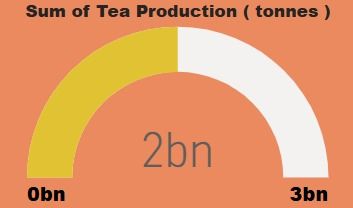 Sum of Tea Production ( tonnes )
2bn
0bn 3bn